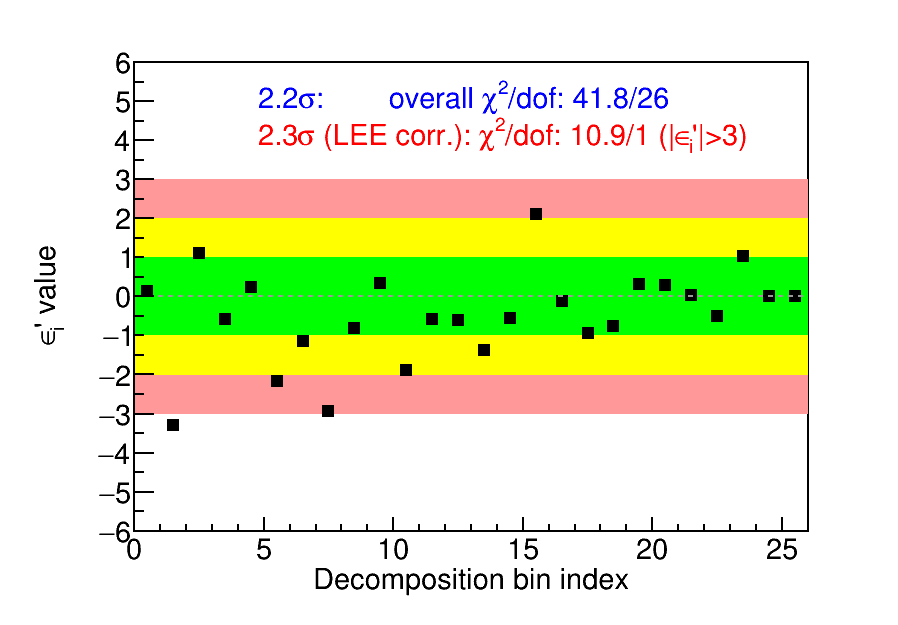 2.2σ: overall χ²/dof: 41.8/26
2.3σ (LEE corr.): χ²/dof: 10.9/1 (|ϵᵢ'|>3)
6
5
4
3
2
1
0
−1
−2
−3
−4
−5
−6
ϵᵢ' value
0 5 10 15 20 25
Decomposition bin index